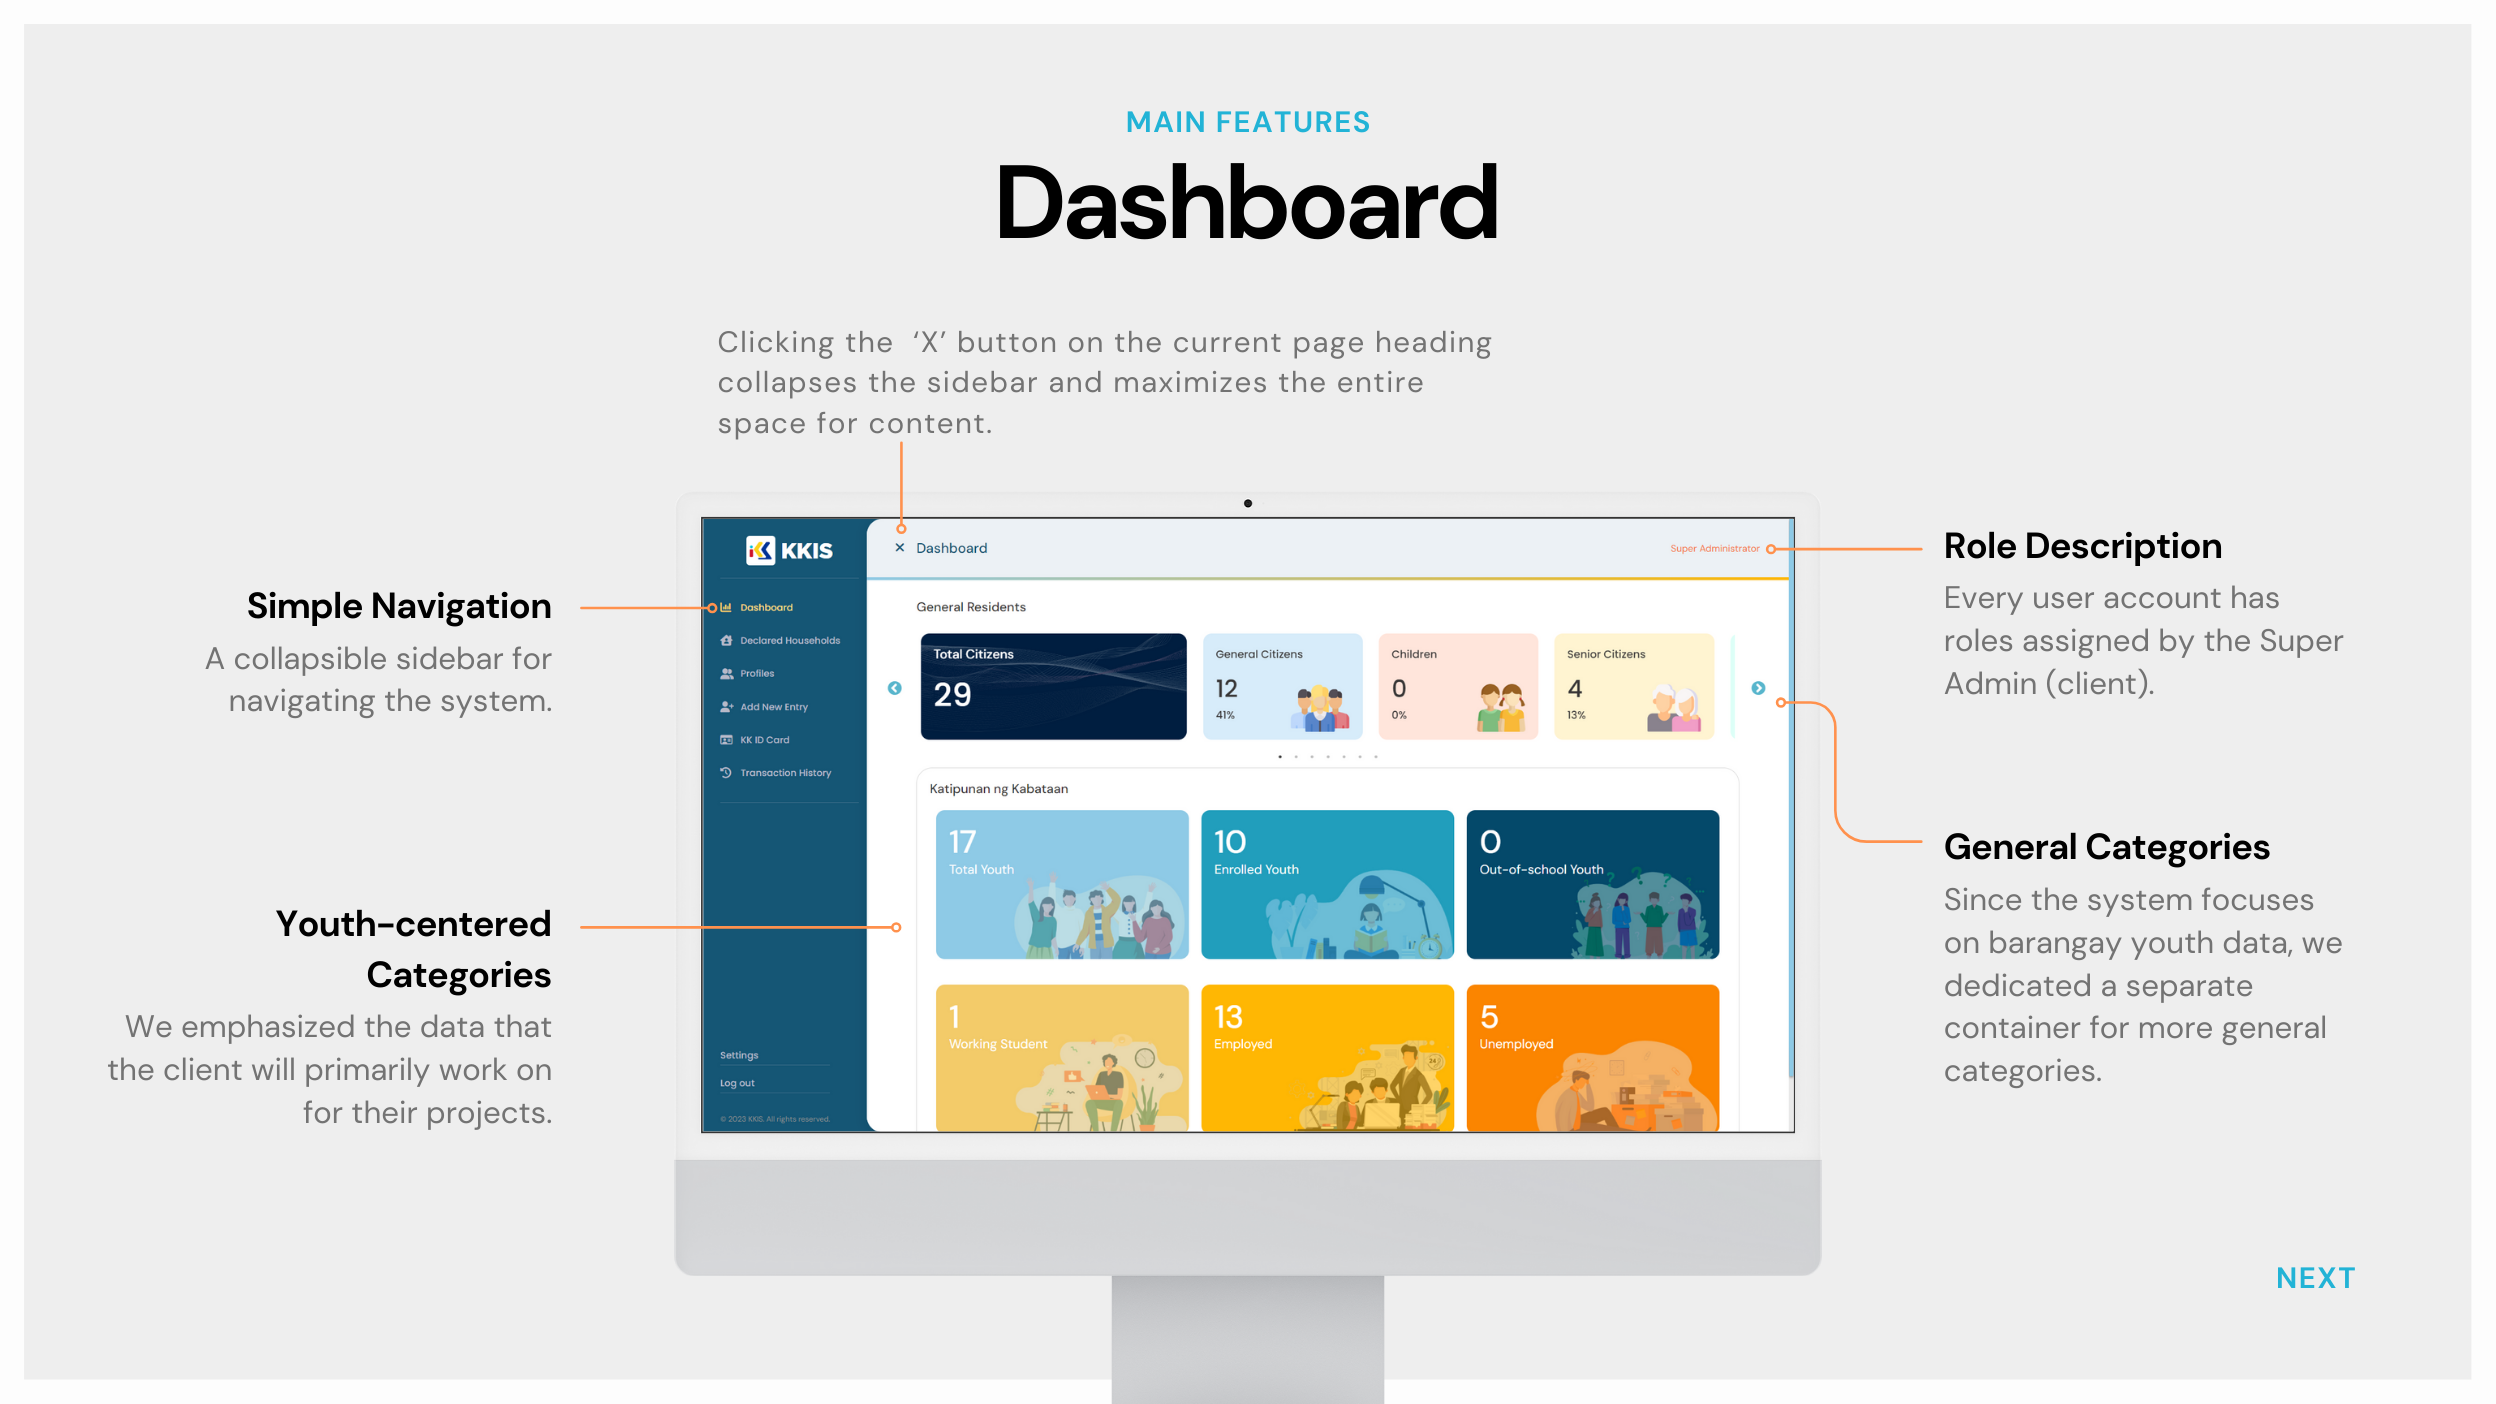 MAIN FEATURES
Dashboard
Clicking the ‘X’ button on the current page heading
collapses the sidebar and maximizes the entire
space for content.
Simple Navigation
A collapsible sidebar for
navigating the system.
Youth-centered
Categories
We emphasized the data that
the client will primarily work on
for their projects.
KKIS
Dashboard
Declared Households
Profiles
Add New Entry
KK ID Card
Transaction History
Settings
Log out
© 2023 KKIS. All rights reserved.
× Dashboard
Super Administrator
General Residents
Total Citizens
29
General Citizens
12
41%
Children
0
0%
Senior Citizens
4
13%
Katipunan ng Kabataan
17
Total Youth
10
Enrolled Youth
0
Out-of-school Youth
1
Working Student
13
Employed
5
Unemployed
Role Description
Every user account has
roles assigned by the Super
Admin (client).
General Categories
Since the system focuses
on barangay youth data, we
dedicated a separate
container for more general
categories.
NEXT